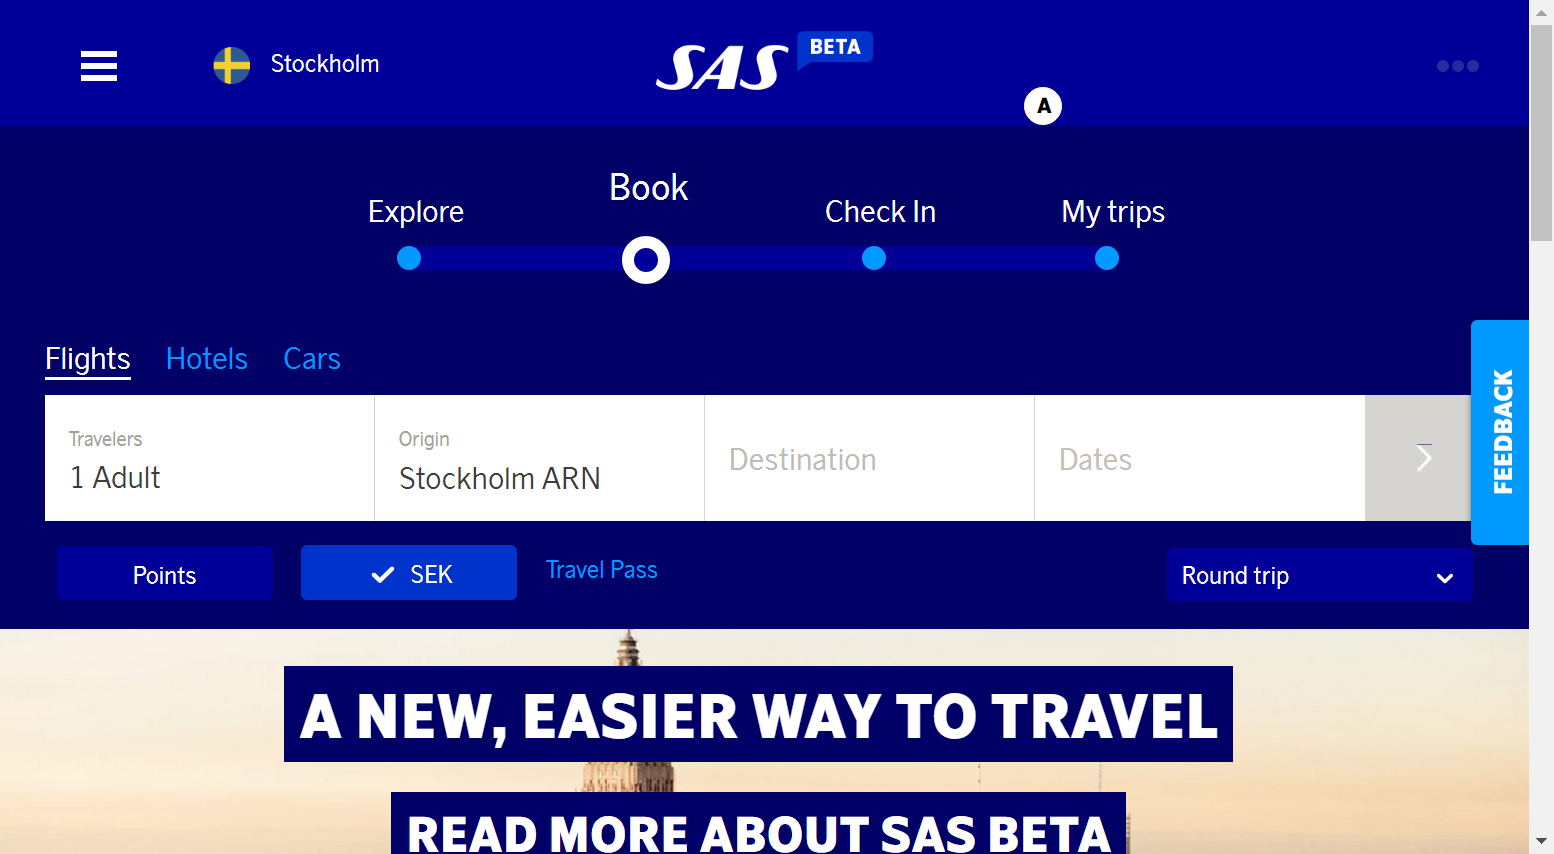 Stockholm
SAS
BETA
A
Explore
Book
Check In
My trips
Flights
Hotels
Cars
Travelers
1 Adult
Origin
Stockholm ARN
Destination
Dates
FEEDBACK
Points
SEK
Travel Pass
Round trip
A NEW, EASIER WAY TO TRAVEL
READ MORE ABOUT SAS BETA